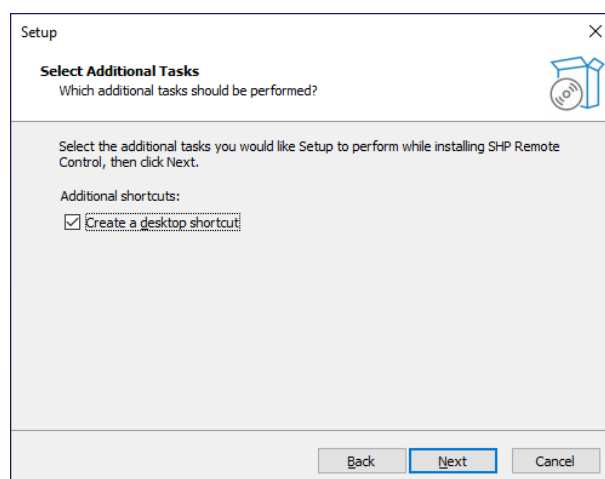 Setup
Select Additional Tasks
Which additional tasks should be performed?
Select the additional tasks you would like Setup to perform while installing SHP Remote
Control, then click Next.
Additional shortcuts:
Create a desktop shortcut
Back
Next
Cancel